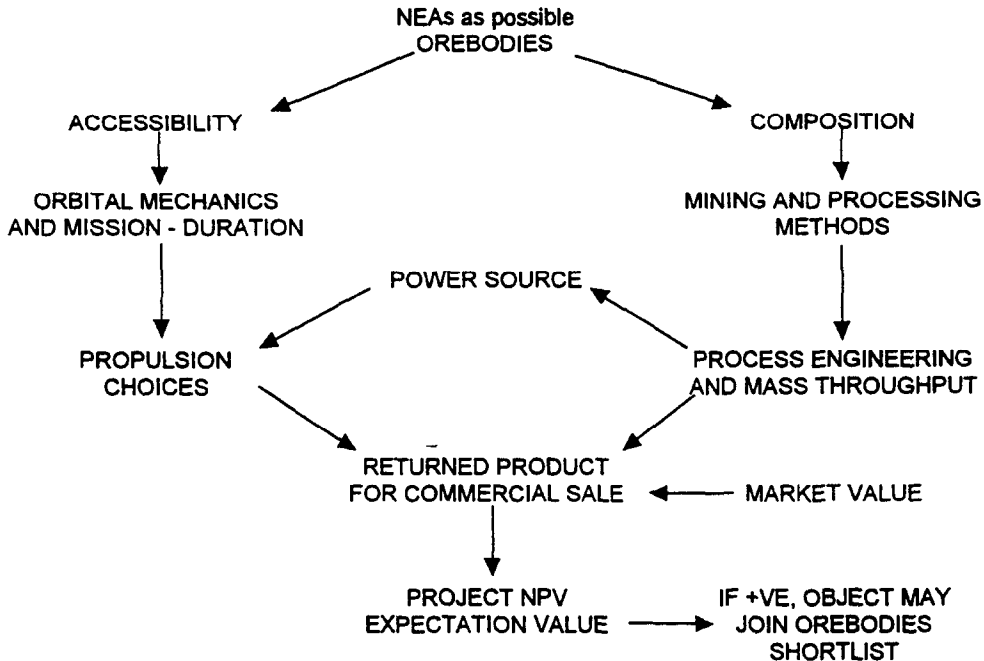 NEAs as possible
OREBODIES
ACCESSIBILITY
COMPOSITION
ORBITAL MECHANICS
AND MISSION - DURATION
MINING AND PROCESSING
METHODS
POWER SOURCE
PROPULSION
CHOICES
PROCESS ENGINEERING
AND MASS THROUGHPUT
RETURNED PRODUCT
FOR COMMERCIAL SALE
MARKET VALUE
PROJECT NPV
EXPECTATION VALUE
IF +VE, OBJECT MAY
JOIN OREBODIES
SHORTLIST